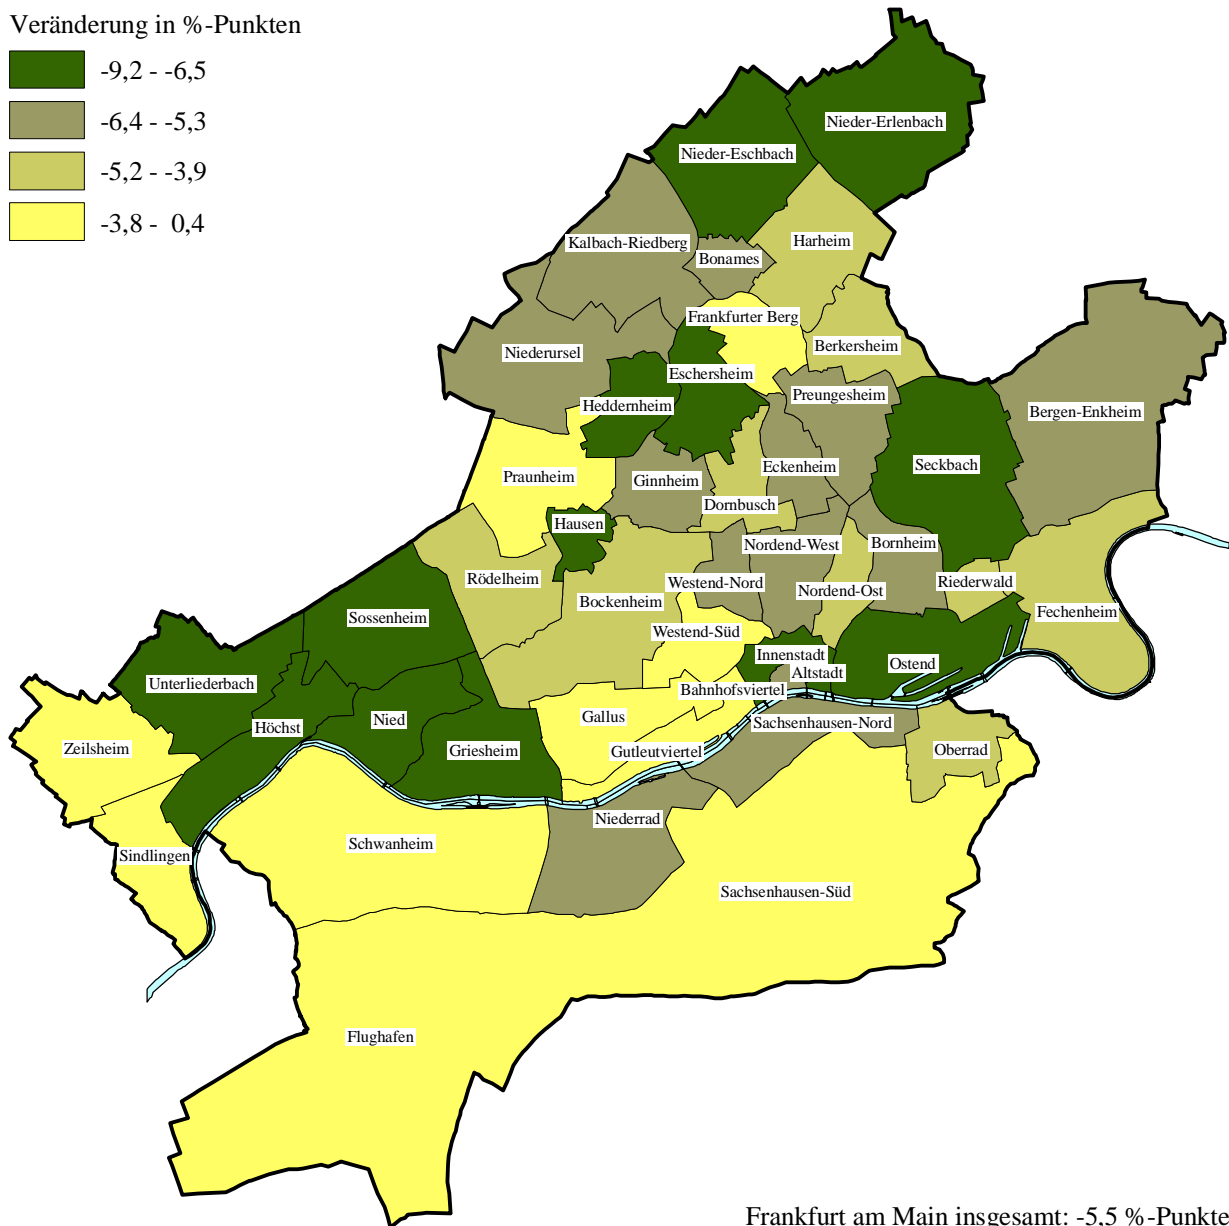 Veränderung in %-Punkten
-9,2 - -6,5
-6,4 - -5,3
-5,2 - -3,9
-3,8 - 0,4
Nieder-Erlenbach
Nieder-Eschbach
Kalbach-Riedberg
Harheim
Bonames
Frankfurter Berg
Niederursel
Berkersheim
Eschersheim
Preungesheim
Heddernheim
Bergen-Enkheim
Seckbach
Eckenheim
Praunheim
Ginnheim
Dornbusch
Hausen
Nordend-West
Bornheim
Rödelheim
Westend-Nord
Riederwald
Nordend-Ost
Bockenheim
Fechenheim
Sossenheim
Westend-Süd
Innenstadt
Ostend
Altstadt
Unterliederbach
Bahnhofsviertel
Gallus
Nied
Sachsenhausen-Nord
Höchst
Zeilsheim
Griesheim
Gutleutviertel
Oberrad
Niederrad
Schwanheim
Sindlingen
Sachsenhausen-Süd
Flughafen
Frankfurt am Main insgesamt: -5.5 %-Punkte